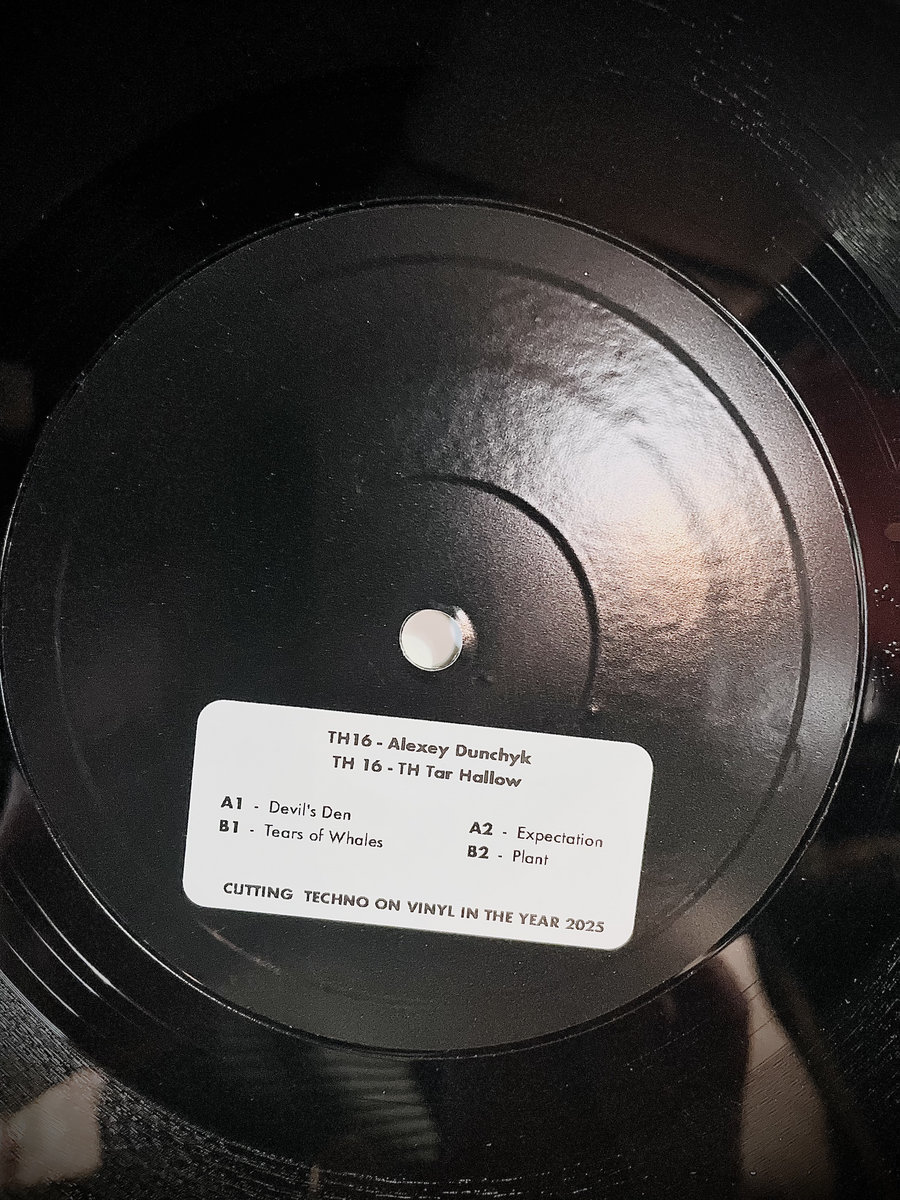 TH16 - Alexey Dunchyk
TH 16 - TH Tar Hallow
A1 - Devil's Den
B1 - Tears of Whales
A2 - Expectation
B2 - Plant
CUTTING TECHNO ON VINYL IN THE YEAR 2025